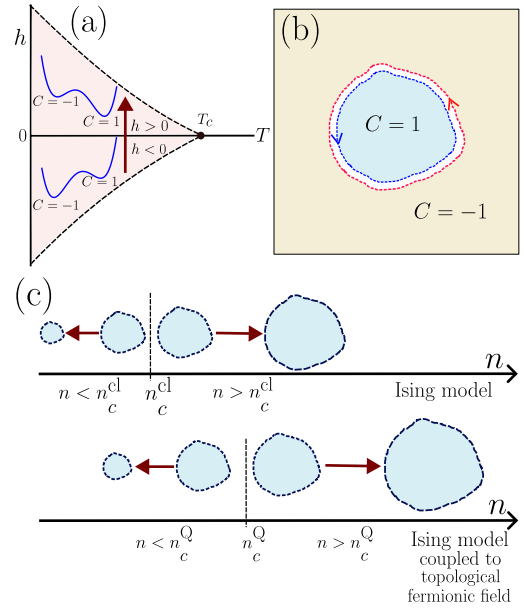 (a)
h
C = −1
C = 1
T_c
h > 0
0
T
h < 0
C = 1
C = −1
(b)
C = 1
C = −1
(c)
n
n < n_c^cl
n_c^cl
n > n_c^cl
Ising model
n
n < n_c^Q
n_c^Q
n > n_c^Q
Ising model
coupled to
topological
fermionic field